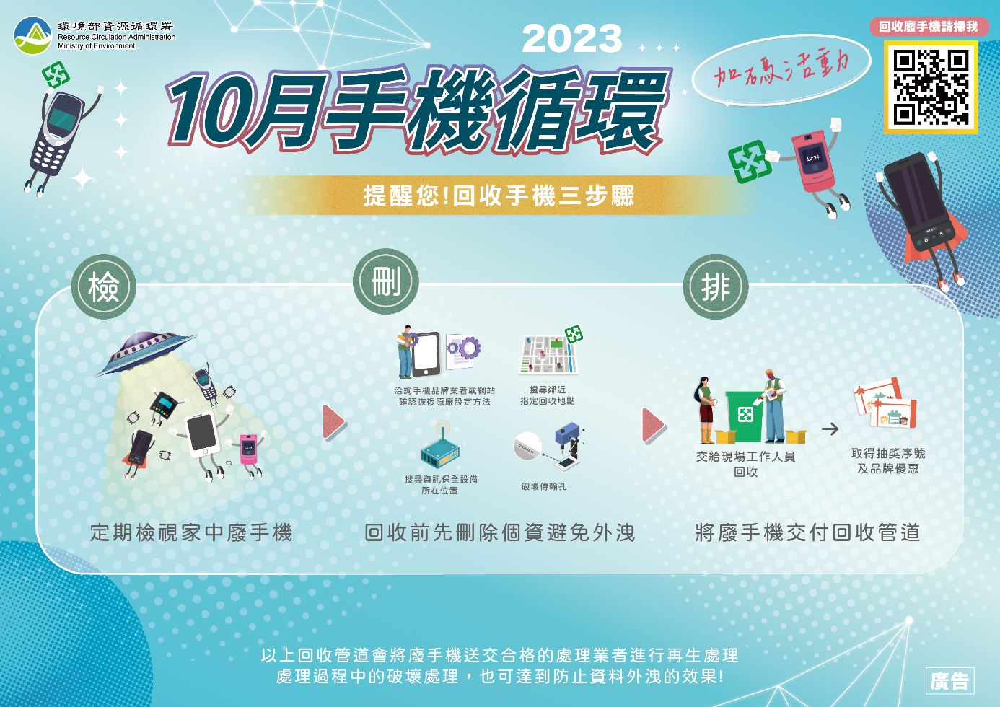 環境部資源循環署
Resource Circulation Administration
Ministry of Environment
2023
10月手機循環
加碼活動
回收廢手機請掃我
提醒您!回收手機三步驟
檢
定期檢視家中廢手機
刪
洽詢手機品牌業者或網站
確認恢復原廠設定方法
搜尋鄰近
指定回收地點
搜尋資訊保全設備
所在位置
破壞傳輸孔
回收前先刪除個資避免外洩
排
交給現場工作人員
回收
取得抽獎序號
及品牌優惠
將廢手機交付回收管道
12:34
12:34
以上回收管道會將廢手機送交合格的處理業者進行再生處理
處理過程中的破壞處理,也可達到防止資料外洩的效果!
廣告